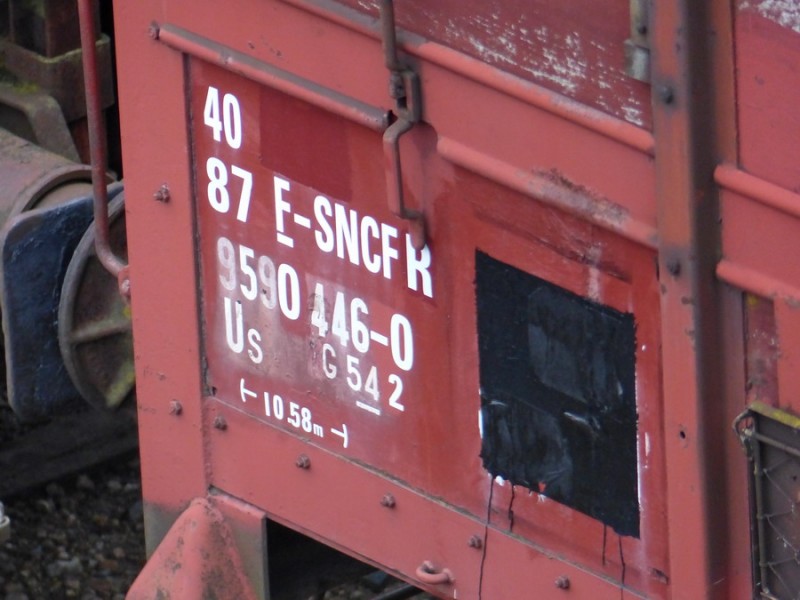 40
87 F-SNCF R
9590 446-0
Us G 54 2
⊢ 10.58m ⊣